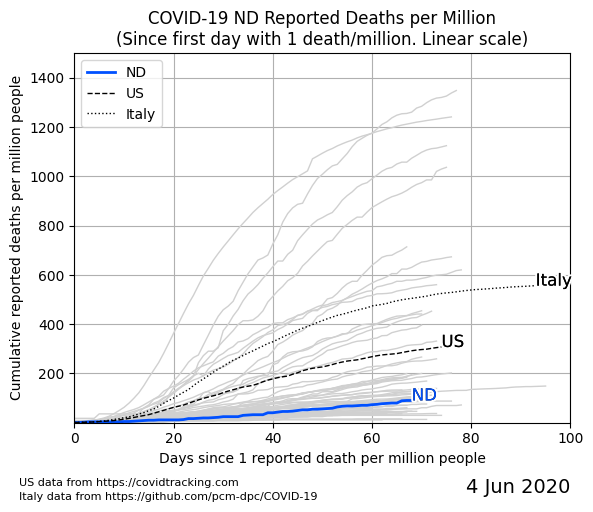 COVID-19 ND Reported Deaths per Million
(Since first day with 1 death/million. Linear scale)
ND
US
Italy
Cumulative reported deaths per million people
1400
1200
1000
800
600
400
200
Italy
US
ND
0 20 40 60 80 100
Days since 1 reported death per million people
US data from https://covidtracking.com
Italy data from https://github.com/pcm-dpc/COVID-19
4 Jun 2020